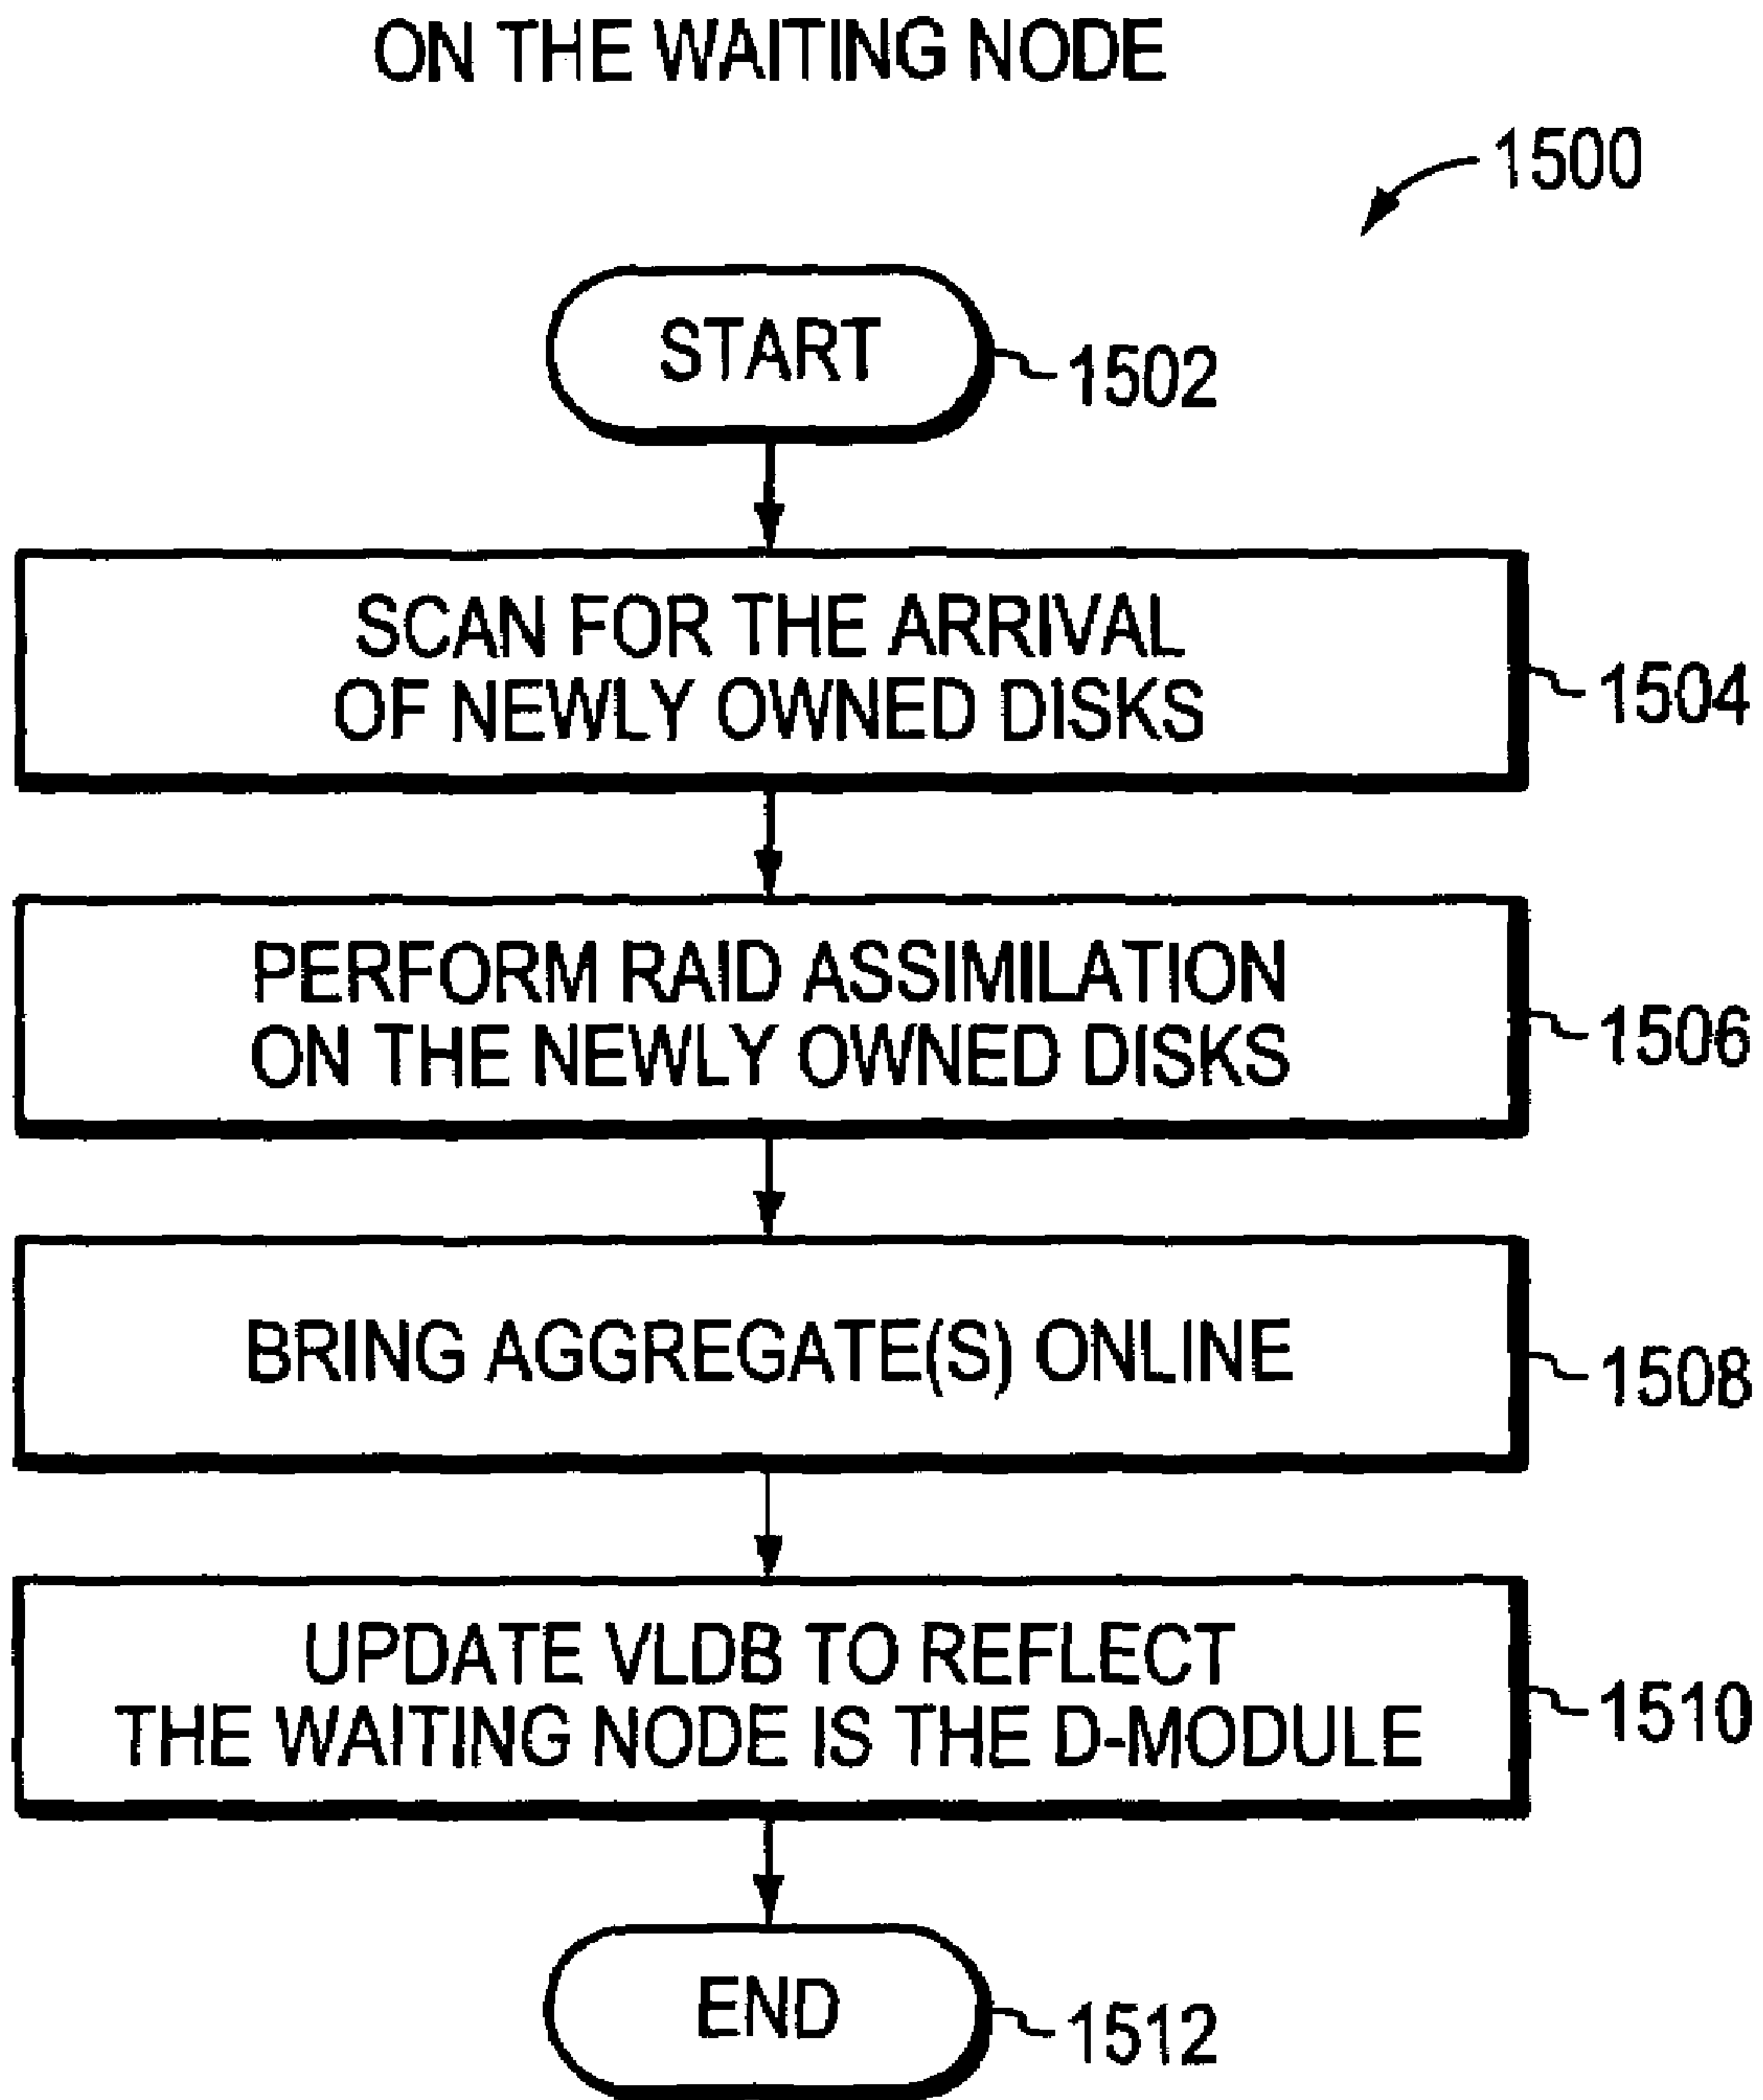 ON THE WAITING NODE
1500
START
1502
SCAN FOR THE ARRIVAL
OF NEWLY OWNED DISKS
1504
PERFORM RAID ASSIMILATION
ON THE NEWLY OWNED DISKS
1506
BRING AGGREGATE(S) ONLINE
1508
UPDATE VLDB TO REFLECT
THE WAITING NODE IS THE D-MODULE
1510
END
1512